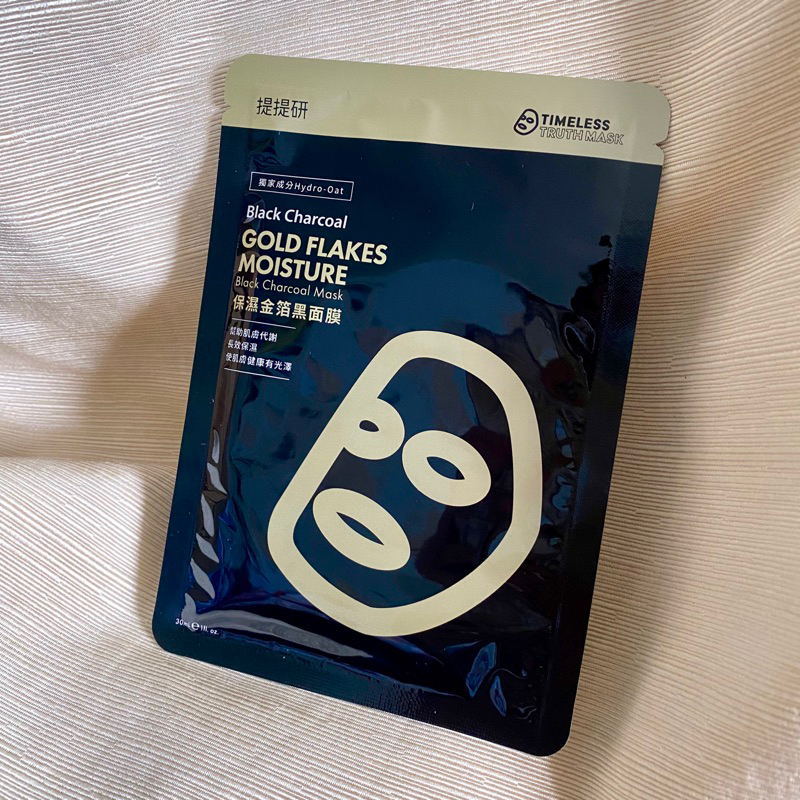 提提研
TIMELESS
TRUTH MASK
獨家成分Hydro-Oat
Black Charcoal
GOLD FLAKES
MOISTURE
Black Charcoal Mask
保濕金箔黑面膜
幫助肌膚代謝
長效保濕
使肌膚健康有光澤
30mL ℮ 1fl. oz.